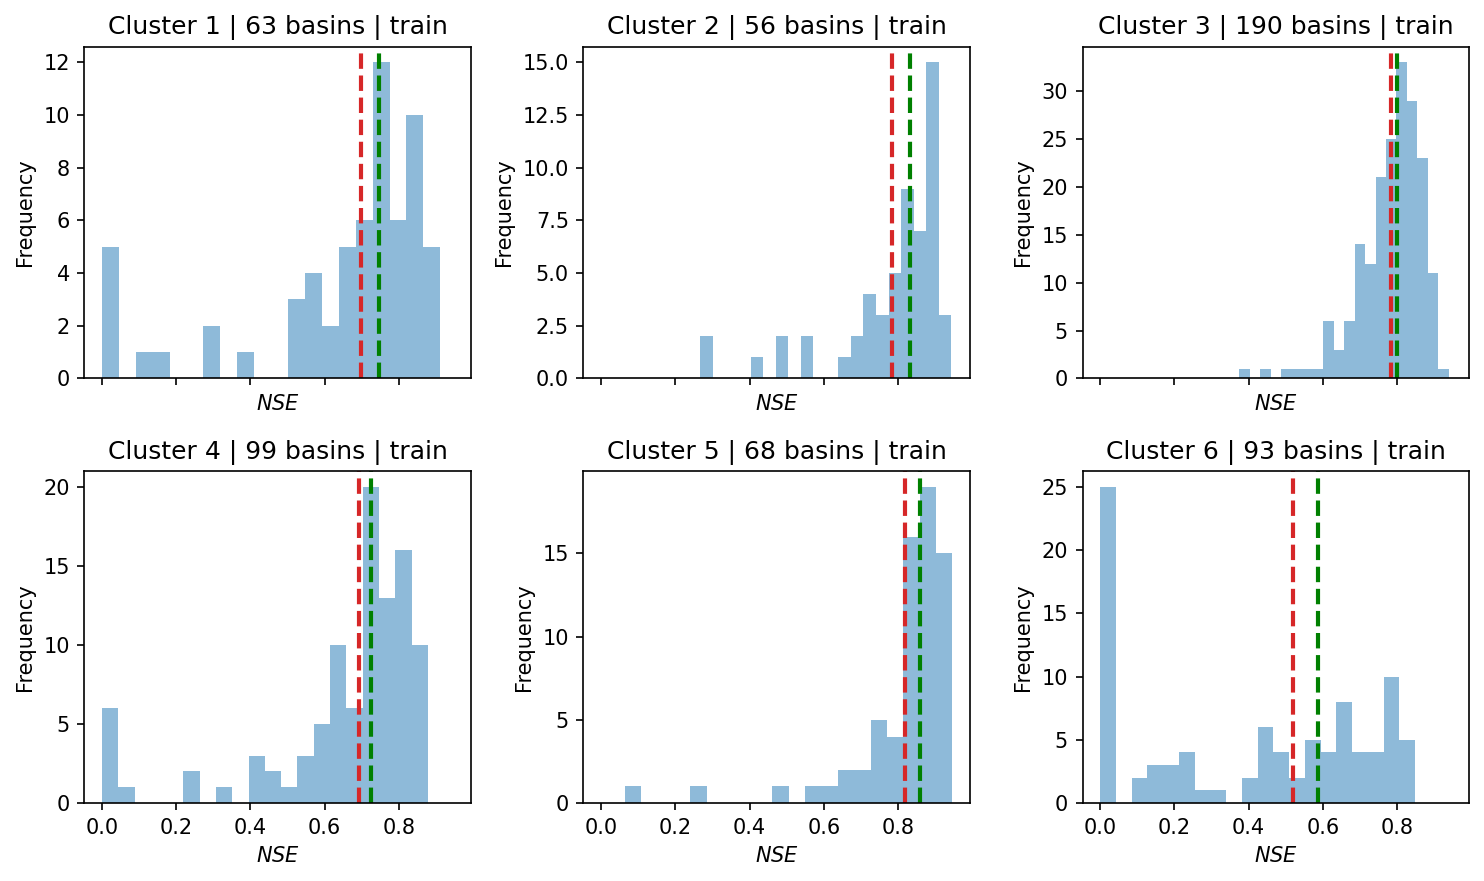 Cluster 1 | 63 basins | train
12
10
8
6
4
2
0
Frequency
NSE
Cluster 2 | 56 basins | train
15.0
12.5
10.0
7.5
5.0
2.5
0.0
Frequency
NSE
Cluster 3 | 190 basins | train
30
25
20
15
10
5
0
Frequency
NSE
Cluster 4 | 99 basins | train
20
15
10
5
0
Frequency
0.0 0.2 0.4 0.6 0.8
NSE
Cluster 5 | 68 basins | train
15
10
5
0
Frequency
0.0 0.2 0.4 0.6 0.8
NSE
Cluster 6 | 93 basins | train
25
20
15
10
5
0
Frequency
0.0 0.2 0.4 0.6 0.8
NSE